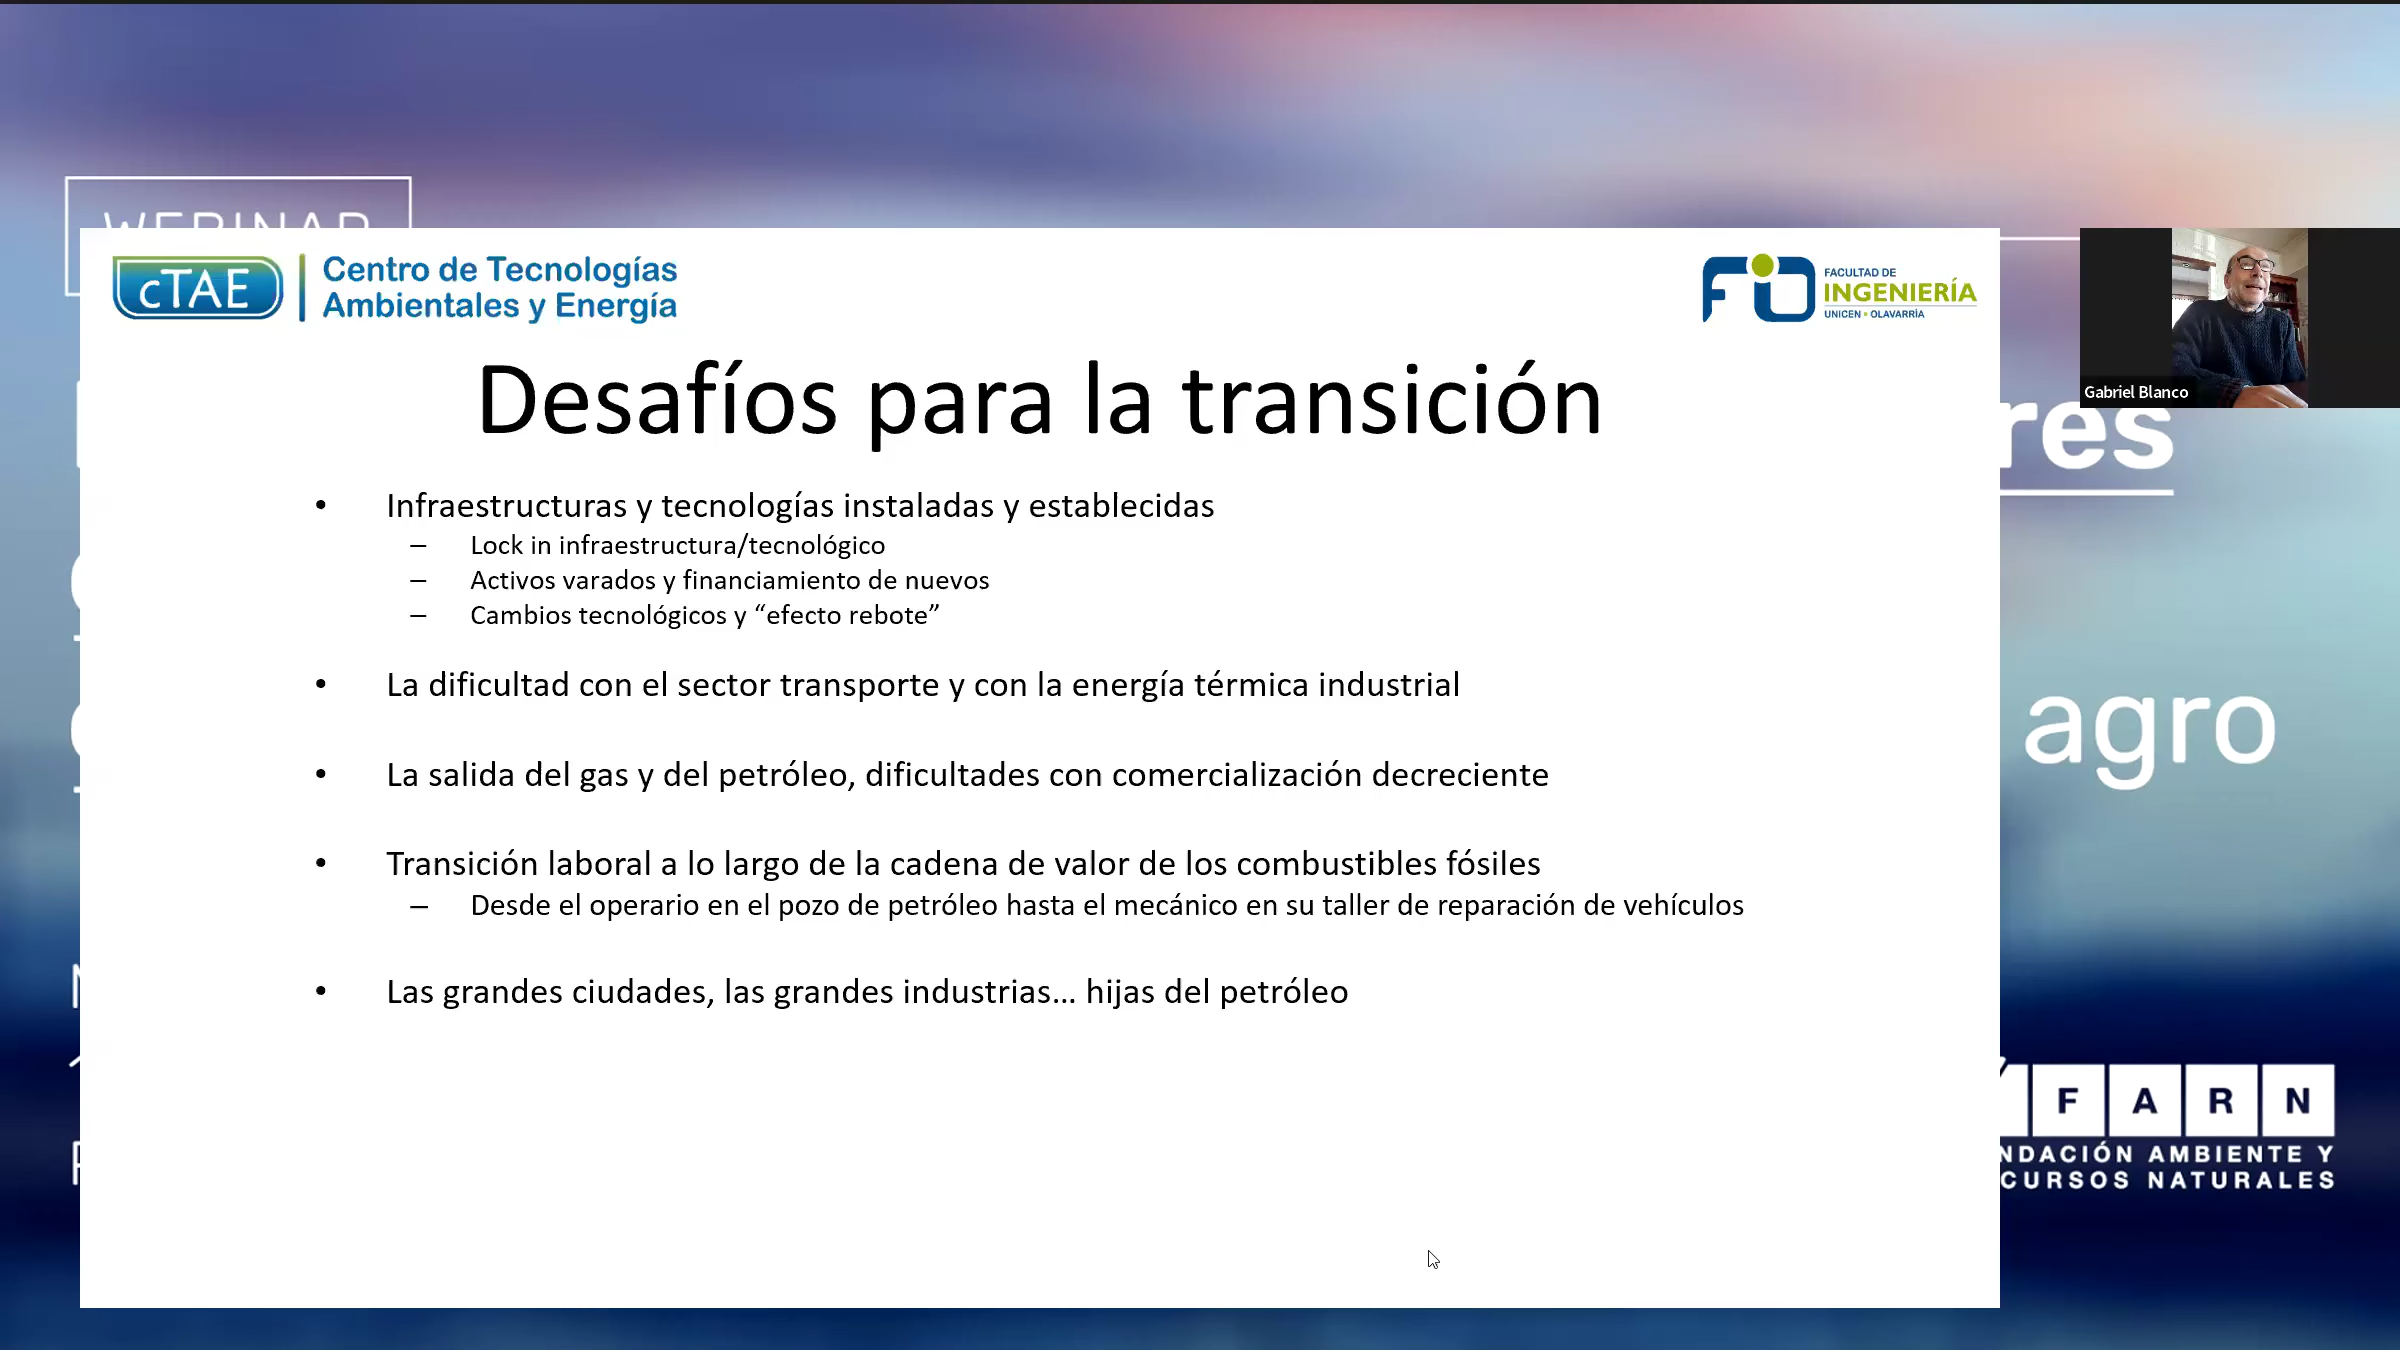 WEBINAR
cTAE
Centro de Tecnologías
Ambientales y Energía
FIO
FACULTAD DE
INGENIERÍA
UNICEN • OLAVARRÍA
Gabriel Blanco
Desafíos para la transición
• Infraestructuras y tecnologías instaladas y establecidas
– Lock in infraestructura/tecnológico
– Activos varados y financiamiento de nuevos
– Cambios tecnológicos y “efecto rebote”
• La dificultad con el sector transporte y con la energía térmica industrial
• La salida del gas y del petróleo, dificultades con comercialización decreciente
• Transición laboral a lo largo de la cadena de valor de los combustibles fósiles
– Desde el operario en el pozo de petróleo hasta el mecánico en su taller de reparación de vehículos
• Las grandes ciudades, las grandes industrias... hijas del petróleo
res
agro
FARN
NDACIÓN AMBIENTE Y
CURSOS NATURALES